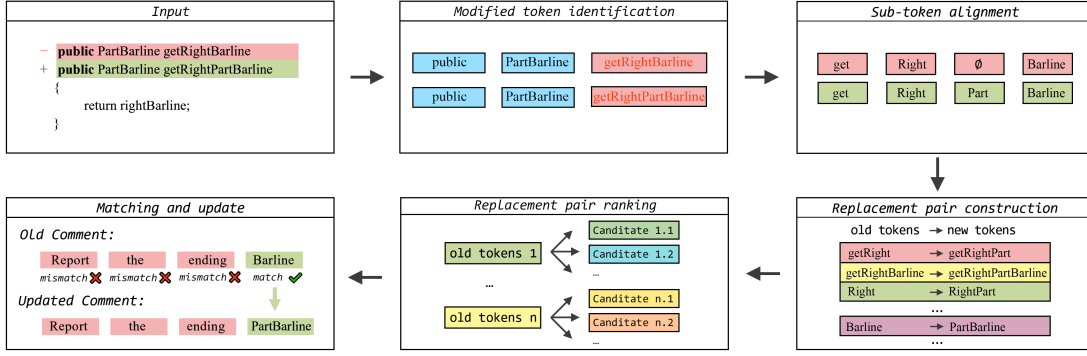 Input
− public PartBarline getRightBarline
+ public PartBarline getRightPartBarline
{
return rightBarline;
}
Modified token identification
public PartBarline getRightBarline
public PartBarline getRightPartBarline
Sub-token alignment
get Right ∅ Barline
get Right Part Barline
Replacement pair construction
old tokens → new tokens
getRight → getRightPart
getRightBarline → getRightPartBarline
Right → RightPart
...
Barline → PartBarline
...
Replacement pair ranking
old tokens 1
Canditate 1.1
Canditate 1.2
...
...
old tokens n
Canditate n.1
Canditate n.2
...
Matching and update
Old Comment:
Report the ending Barline
mismatch mismatch mismatch match
Updated Comment:
Report the ending PartBarline